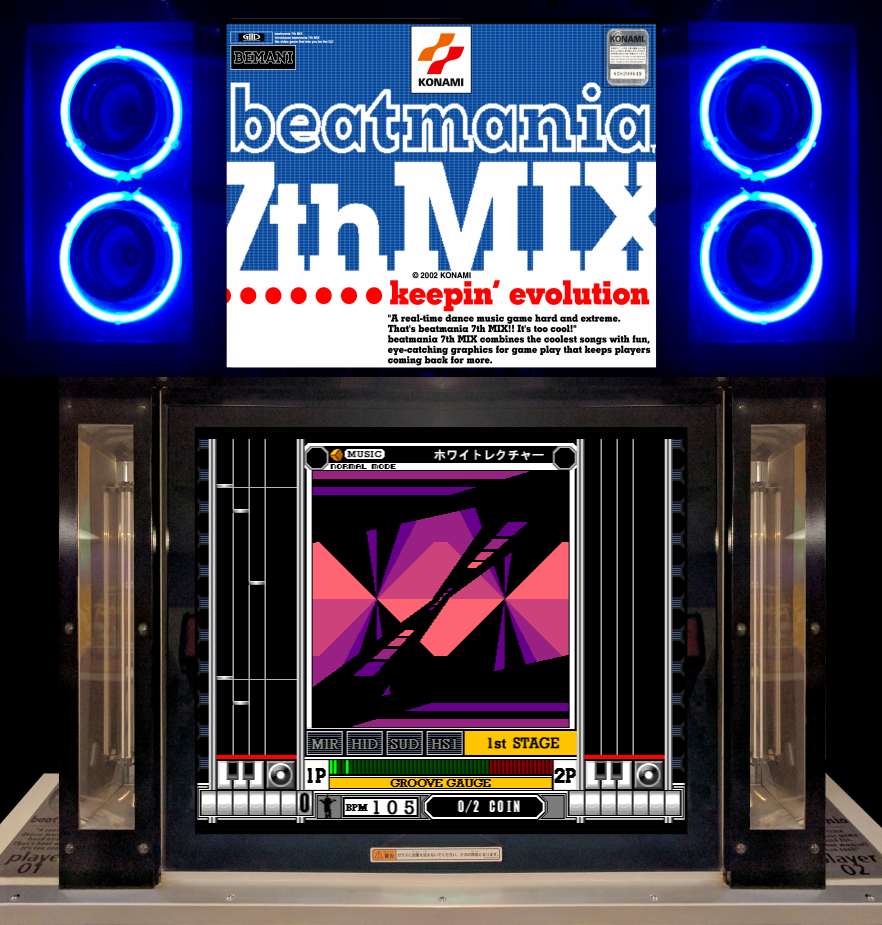 BEMANI
KONAMI
KONAMI
beatmania
7th MIX
© 2002 KONAMI
keepin' evolution
"A real-time dance music game hard and extreme.
That's beatmania 7th MIX!! It's too cool!"
beatmania 7th MIX combines the coolest songs with fun,
eye-catching graphics for game play that keeps players
coming back for more.
MUSIC ホワイトレクチャー
NORMAL MODE
MIR HID SUD HS1 1st STAGE
1P 2P
GROOVE GAUGE
0 BPM 105 0/2 COIN
player
01
player
02